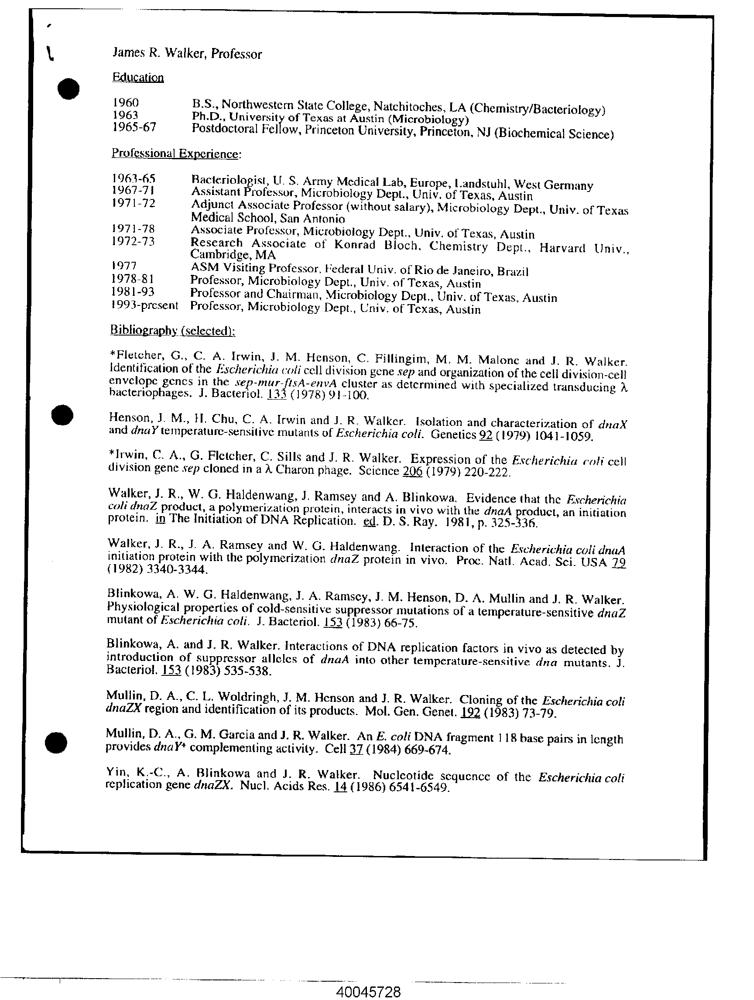 James R. Walker, Professor
Education
1960 B.S., Northwestern State College, Natchitoches, LA (Chemistry/Bacteriology)
1963 Ph.D., University of Texas at Austin (Microbiology)
1965-67 Postdoctoral Fellow, Princeton University, Princeton, NJ (Biochemical Science)
Professional Experience:
1963-65 Bacteriologist, U. S. Army Medical Lab, Europe, Landstuhl, West Germany
1967-71 Assistant Professor, Microbiology Dept., Univ. of Texas, Austin
1971-72 Adjunct Associate Professor (without salary), Microbiology Dept., Univ. of Texas
Medical School, San Antonio
1971-78 Associate Professor, Microbiology Dept., Univ. of Texas, Austin
1972-73 Research Associate of Konrad Bloch, Chemistry Dept., Harvard Univ.,
Cambridge, MA
1977 ASM Visiting Professor, Federal Univ. of Rio de Janeiro, Brazil
1978-81 Professor, Microbiology Dept., Univ. of Texas, Austin
1981-93 Professor and Chairman, Microbiology Dept., Univ. of Texas, Austin
1993-present Professor, Microbiology Dept., Univ. of Texas, Austin
Bibliography (selected):
*Fletcher, G., C. A. Irwin, J. M. Henson, C. Fillingim, M. M. Malone and J. R. Walker.
Identification of the Escherichia coli cell division gene sep and organization of the cell division-cell
envelope genes in the sep-mur-ftsA-envA cluster as determined with specialized transducing λ
bacteriophages. J. Bacteriol. 133 (1978) 91-100.
Henson, J. M., H. Chu, C. A. Irwin and J. R. Walker. Isolation and characterization of dnaX
and dnaY temperature-sensitive mutants of Escherichia coli. Genetics 92 (1979) 1041-1059.
*Irwin, C. A., G. Fletcher, C. Sills and J. R. Walker. Expression of the Escherichia coli cell
division gene sep cloned in a λ Charon phage. Science 206 (1979) 220-222.
Walker, J. R., W. G. Haldenwang, J. Ramsey and A. Blinkowa. Evidence that the Escherichia
coli dnaZ product, a polymerization protein, interacts in vivo with the dnaA product, an initiation
protein. in The Initiation of DNA Replication. ed. D. S. Ray. 1981, p. 325-336.
Walker, J. R., J. A. Ramsey and W. G. Haldenwang. Interaction of the Escherichia coli dnaA
initiation protein with the polymerization dnaZ protein in vivo. Proc. Natl. Acad. Sci. USA 79
(1982) 3340-3344.
Blinkowa, A. W. G. Haldenwang, J. A. Ramsey, J. M. Henson, D. A. Mullin and J. R. Walker.
Physiological properties of cold-sensitive suppressor mutations of a temperature-sensitive dnaZ
mutant of Escherichia coli. J. Bacteriol. 153 (1983) 66-75.
Blinkowa, A. and J. R. Walker. Interactions of DNA replication factors in vivo as detected by
introduction of suppressor alleles of dnaA into other temperature-sensitive dna mutants. J.
Bacteriol. 153 (1983) 535-538.
Mullin, D. A., C. L. Woldringh, J. M. Henson and J. R. Walker. Cloning of the Escherichia coli
dnaZX region and identification of its products. Mol. Gen. Genet. 192 (1983) 73-79.
Mullin, D. A., G. M. Garcia and J. R. Walker. An E. coli DNA fragment 118 base pairs in length
provides dnaY+ complementing activity. Cell 37 (1984) 669-674.
Yin, K.-C., A. Blinkowa and J. R. Walker. Nucleotide sequence of the Escherichia coli
replication gene dnaZX. Nucl. Acids Res. 14 (1986) 6541-6549.
40045728